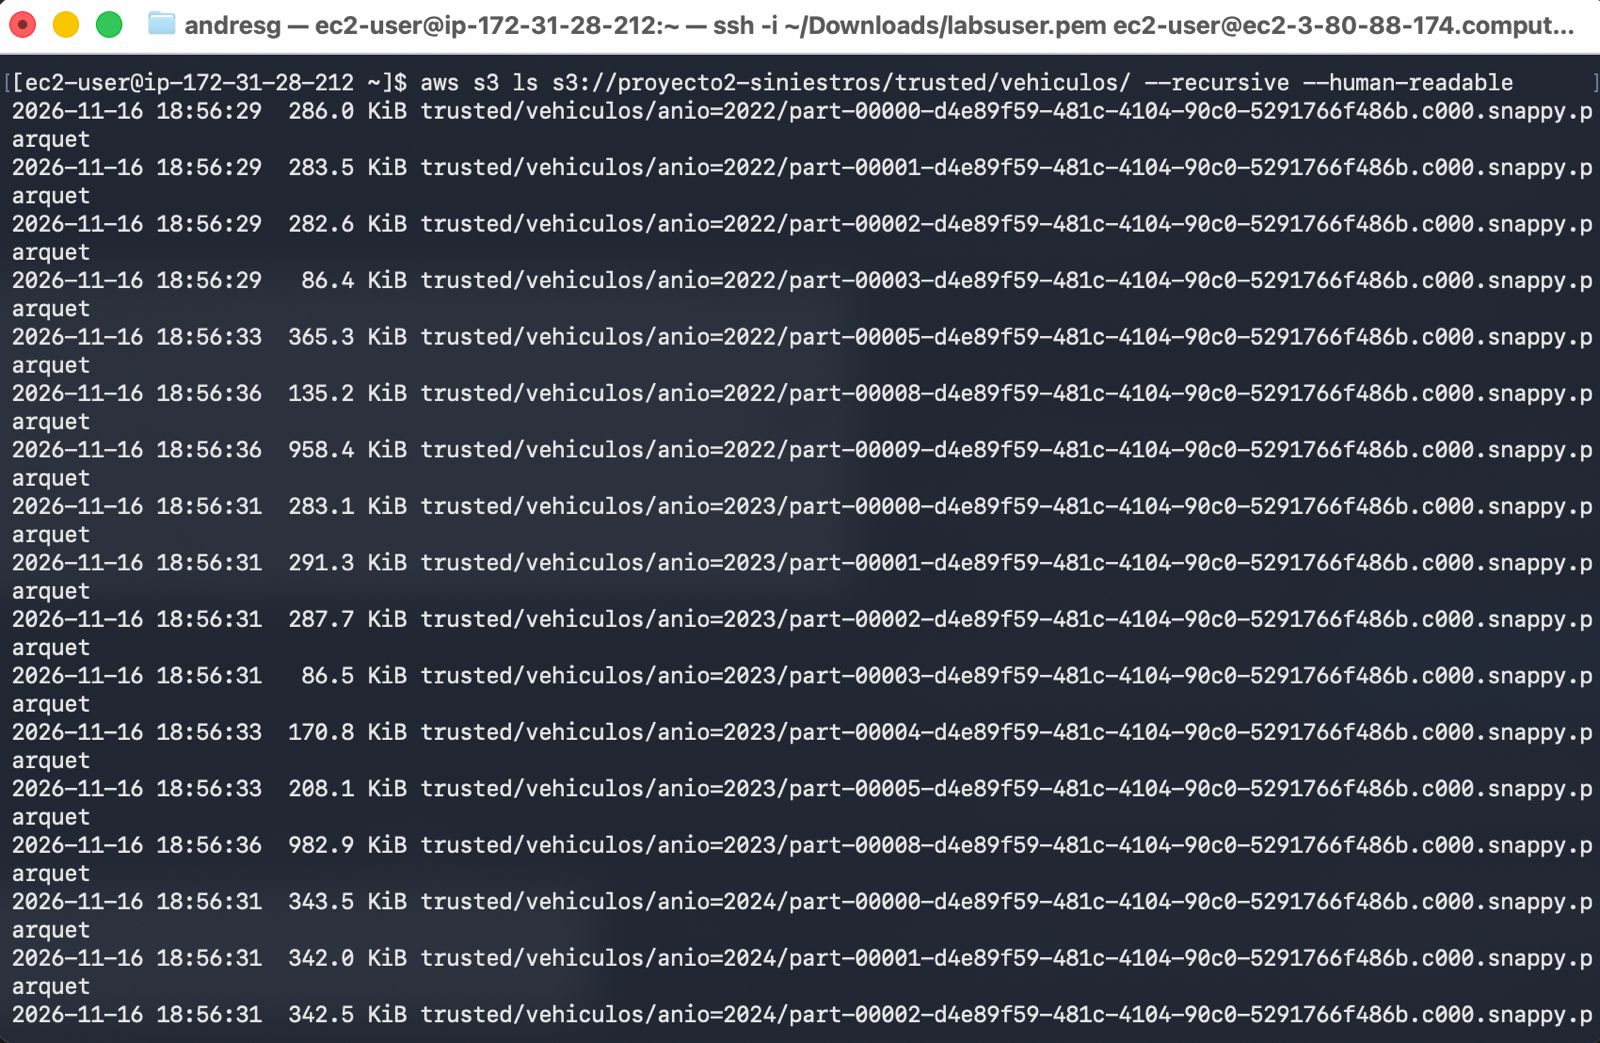 andresg — ec2-user@ip-172-31-28-212:~ — ssh -i ~/Downloads/labsuser.pem ec2-user@ec2-3-80-88-174.comput...
[[ec2-user@ip-172-31-28-212 ~]$ aws s3 ls s3://proyecto2-siniestros/trusted/vehiculos/ --recursive --human-readable ]
2026-11-16 18:56:29  286.0 KiB trusted/vehiculos/anio=2022/part-00000-d4e89f59-481c-4104-90c0-5291766f486b.c000.snappy.p
arquet
2026-11-16 18:56:29  283.5 KiB trusted/vehiculos/anio=2022/part-00001-d4e89f59-481c-4104-90c0-5291766f486b.c000.snappy.p
arquet
2026-11-16 18:56:29  282.6 KiB trusted/vehiculos/anio=2022/part-00002-d4e89f59-481c-4104-90c0-5291766f486b.c000.snappy.p
arquet
2026-11-16 18:56:29   86.4 KiB trusted/vehiculos/anio=2022/part-00003-d4e89f59-481c-4104-90c0-5291766f486b.c000.snappy.p
arquet
2026-11-16 18:56:33  365.3 KiB trusted/vehiculos/anio=2022/part-00005-d4e89f59-481c-4104-90c0-5291766f486b.c000.snappy.p
arquet
2026-11-16 18:56:36  135.2 KiB trusted/vehiculos/anio=2022/part-00008-d4e89f59-481c-4104-90c0-5291766f486b.c000.snappy.p
arquet
2026-11-16 18:56:36  958.4 KiB trusted/vehiculos/anio=2022/part-00009-d4e89f59-481c-4104-90c0-5291766f486b.c000.snappy.p
arquet
2026-11-16 18:56:31  283.1 KiB trusted/vehiculos/anio=2023/part-00000-d4e89f59-481c-4104-90c0-5291766f486b.c000.snappy.p
arquet
2026-11-16 18:56:31  291.3 KiB trusted/vehiculos/anio=2023/part-00001-d4e89f59-481c-4104-90c0-5291766f486b.c000.snappy.p
arquet
2026-11-16 18:56:31  287.7 KiB trusted/vehiculos/anio=2023/part-00002-d4e89f59-481c-4104-90c0-5291766f486b.c000.snappy.p
arquet
2026-11-16 18:56:31   86.5 KiB trusted/vehiculos/anio=2023/part-00003-d4e89f59-481c-4104-90c0-5291766f486b.c000.snappy.p
arquet
2026-11-16 18:56:33  170.8 KiB trusted/vehiculos/anio=2023/part-00004-d4e89f59-481c-4104-90c0-5291766f486b.c000.snappy.p
arquet
2026-11-16 18:56:33  208.1 KiB trusted/vehiculos/anio=2023/part-00005-d4e89f59-481c-4104-90c0-5291766f486b.c000.snappy.p
arquet
2026-11-16 18:56:36  982.9 KiB trusted/vehiculos/anio=2023/part-00008-d4e89f59-481c-4104-90c0-5291766f486b.c000.snappy.p
arquet
2026-11-16 18:56:31  343.5 KiB trusted/vehiculos/anio=2024/part-00000-d4e89f59-481c-4104-90c0-5291766f486b.c000.snappy.p
arquet
2026-11-16 18:56:31  342.0 KiB trusted/vehiculos/anio=2024/part-00001-d4e89f59-481c-4104-90c0-5291766f486b.c000.snappy.p
arquet
2026-11-16 18:56:31  342.5 KiB trusted/vehiculos/anio=2024/part-00002-d4e89f59-481c-4104-90c0-5291766f486b.c000.snappy.p